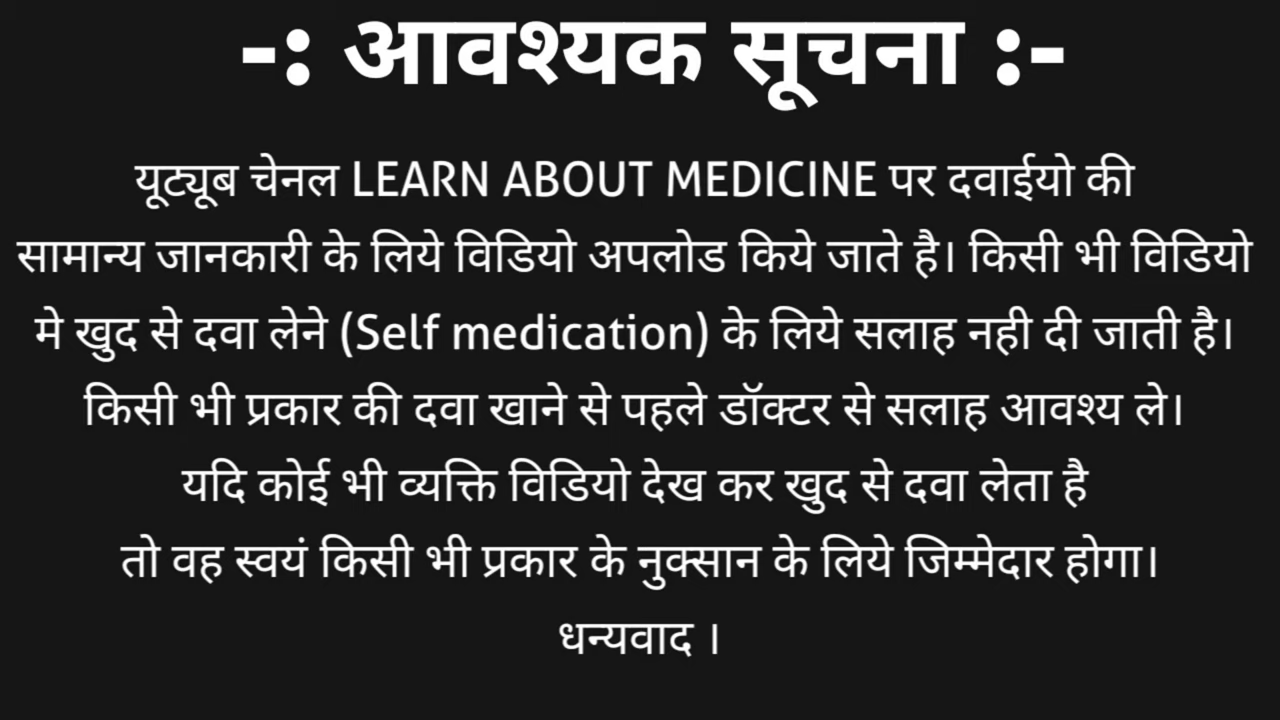 -: आवश्यक सूचना :-
यूट्यूब चेनल LEARN ABOUT MEDICINE पर दवाईयो की
सामान्य जानकारी के लिये विडियो अपलोड किये जाते है। किसी भी विडियो
मे खुद से दवा लेने (Self medication) के लिये सलाह नही दी जाती है।
किसी भी प्रकार की दवा खाने से पहले डॉक्टर से सलाह आवश्य ले।
यदि कोई भी व्यक्ति विडियो देख कर खुद से दवा लेता है
तो वह स्वयं किसी भी प्रकार के नुक्सान के लिये जिम्मेदार होगा।
धन्यवाद ।